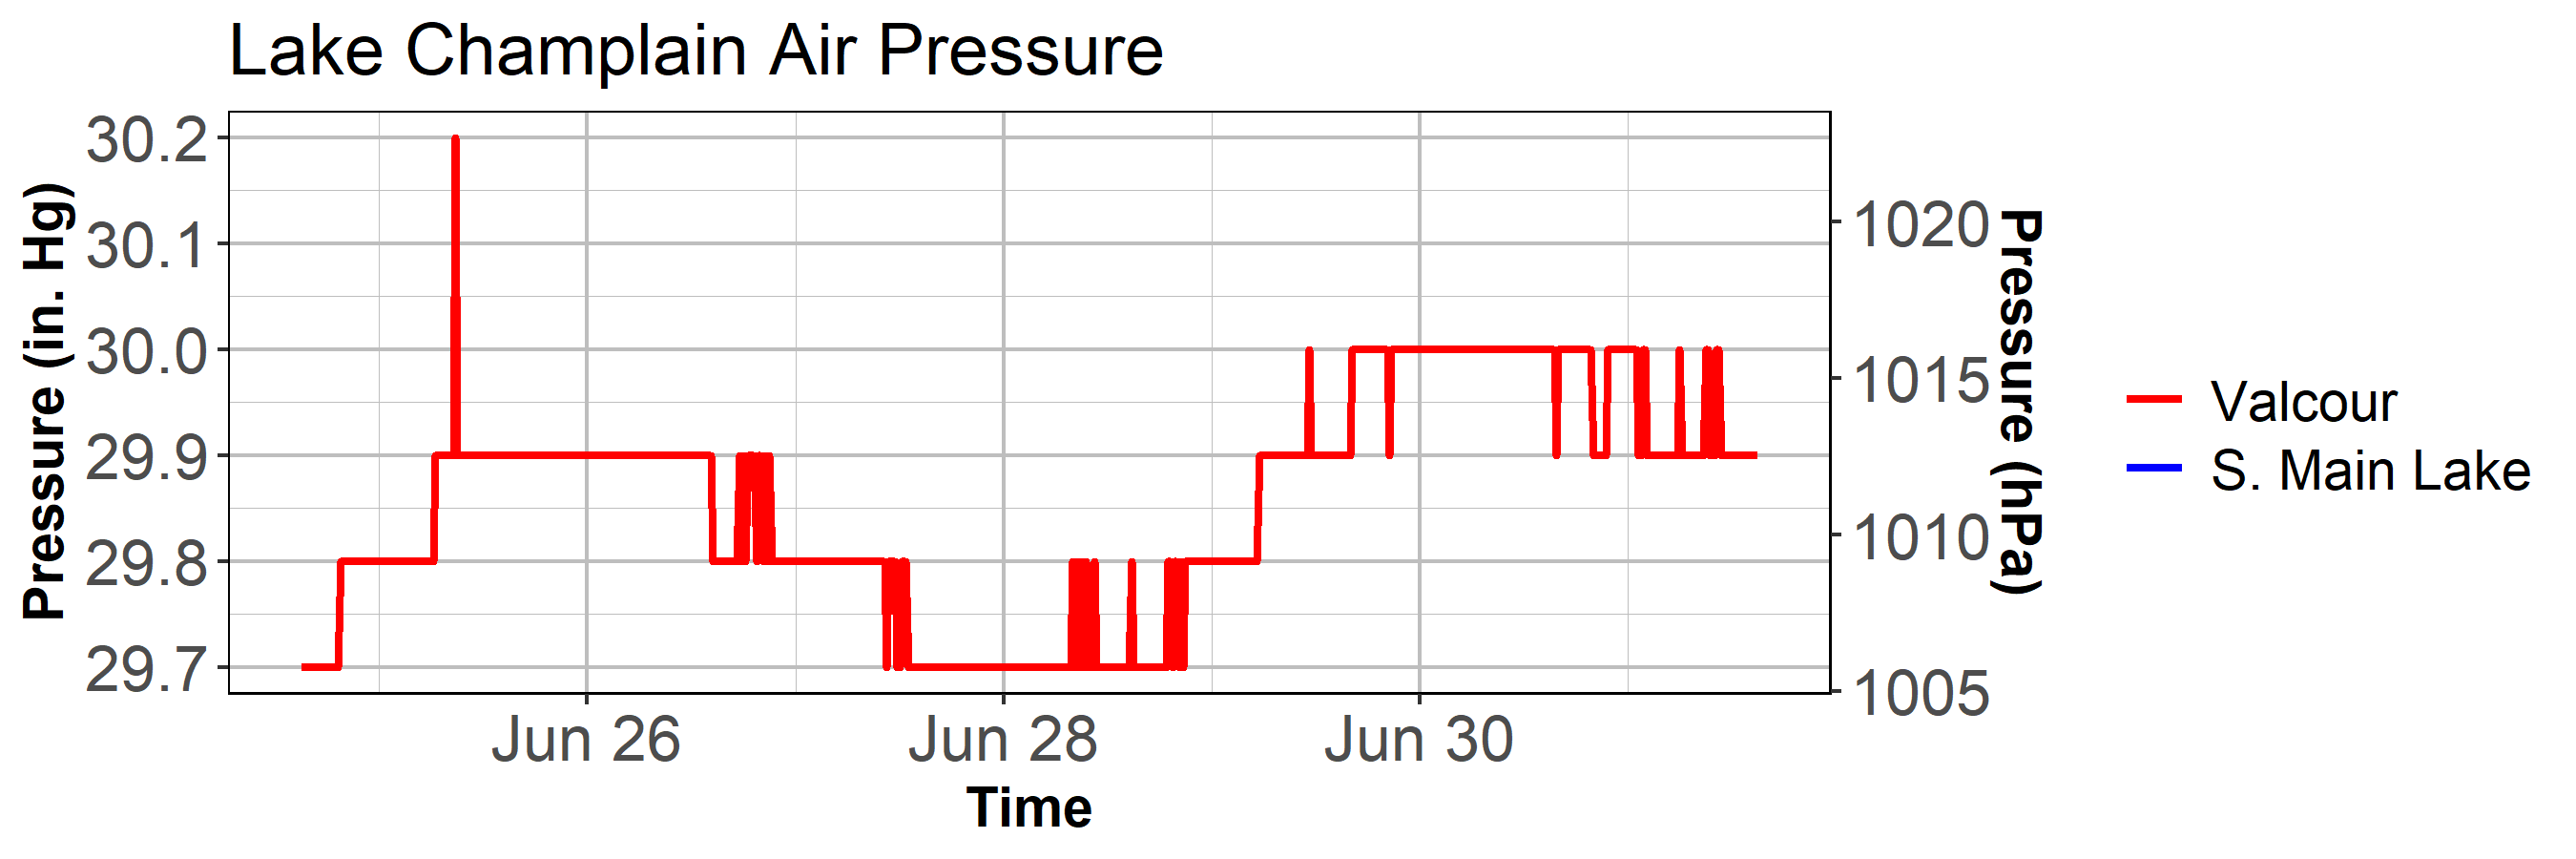 Lake Champlain Air Pressure
Pressure (in. Hg)
30.2
30.1
30.0
29.9
29.8
29.7
1020
1015
1010
1005
Pressure (hPa)
Jun 26
Jun 28
Jun 30
Time
Valcour
S. Main Lake